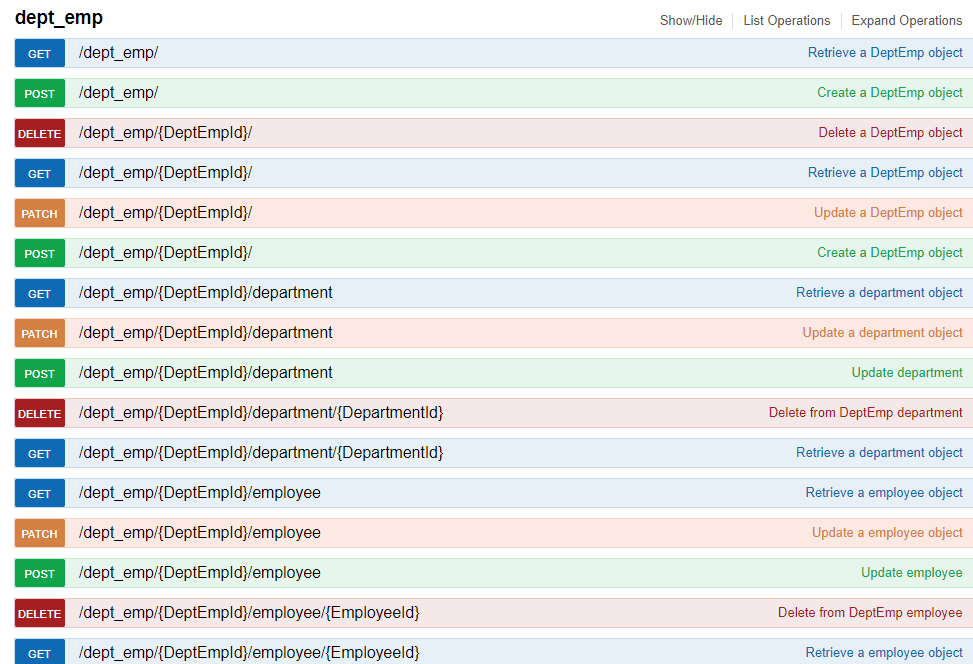 dept_emp Show/Hide List Operations Expand Operations
GET /dept_emp/ Retrieve a DeptEmp object
POST /dept_emp/ Create a DeptEmp object
DELETE /dept_emp/{DeptEmpId}/ Delete a DeptEmp object
GET /dept_emp/{DeptEmpId}/ Retrieve a DeptEmp object
PATCH /dept_emp/{DeptEmpId}/ Update a DeptEmp object
POST /dept_emp/{DeptEmpId}/ Create a DeptEmp object
GET /dept_emp/{DeptEmpId}/department Retrieve a department object
PATCH /dept_emp/{DeptEmpId}/department Update a department object
POST /dept_emp/{DeptEmpId}/department Update department
DELETE /dept_emp/{DeptEmpId}/department/{DepartmentId} Delete from DeptEmp department
GET /dept_emp/{DeptEmpId}/department/{DepartmentId} Retrieve a department object
GET /dept_emp/{DeptEmpId}/employee Retrieve a employee object
PATCH /dept_emp/{DeptEmpId}/employee Update a employee object
POST /dept_emp/{DeptEmpId}/employee Update employee
DELETE /dept_emp/{DeptEmpId}/employee/{EmployeeId} Delete from DeptEmp employee
GET /dept_emp/{DeptEmpId}/employee/{EmployeeId} Retrieve a employee object